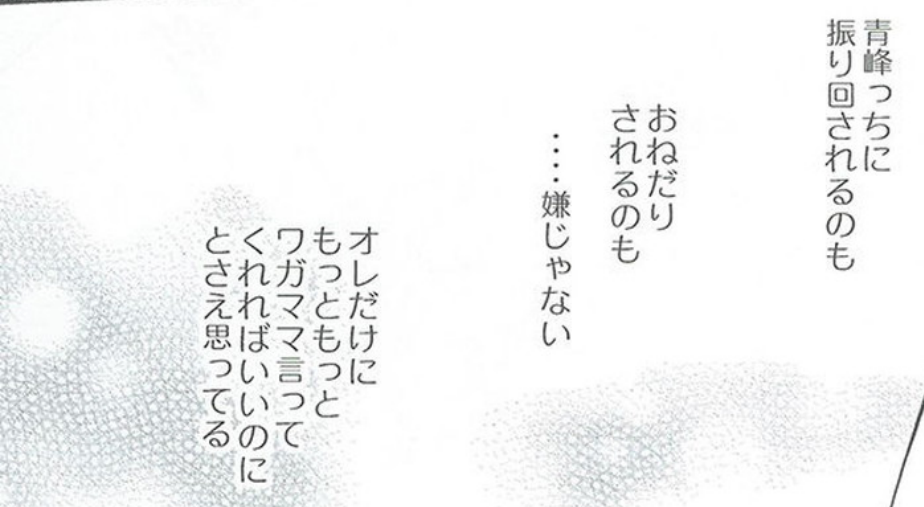 青峰っちに
振り回されるのも
おねだり
されるのも
‥‥嫌じゃない
オレだけに
もっともっと
ワガママ言って
くれればいいのに
とさえ思ってる